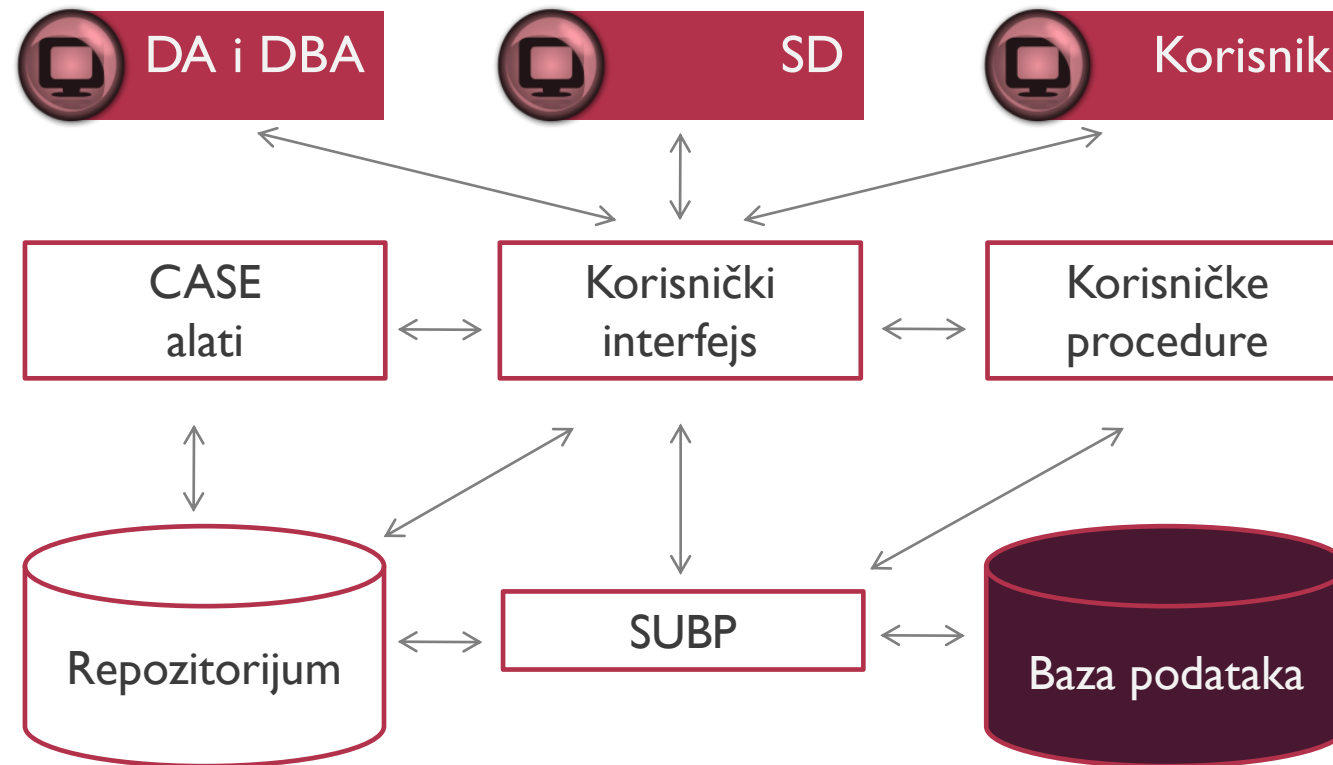 DA i DBA
SD
Korisnik
CASE
alati
Korisnički
interfejs
Korisničke
procedure
Repozitorijum
SUBP
Baza podataka